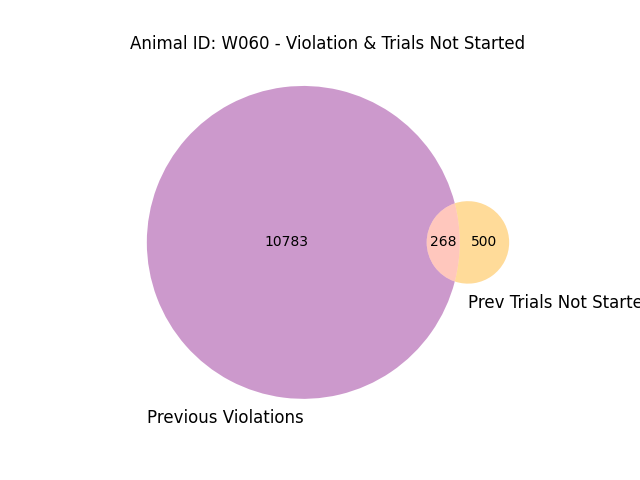 Animal ID: W060 - Violation & Trials Not Started
10783
268
500
Prev Trials Not Starte
Previous Violations